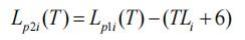 L_{p2i}(T) = L_{p1i}(T) − (TL_i + 6)